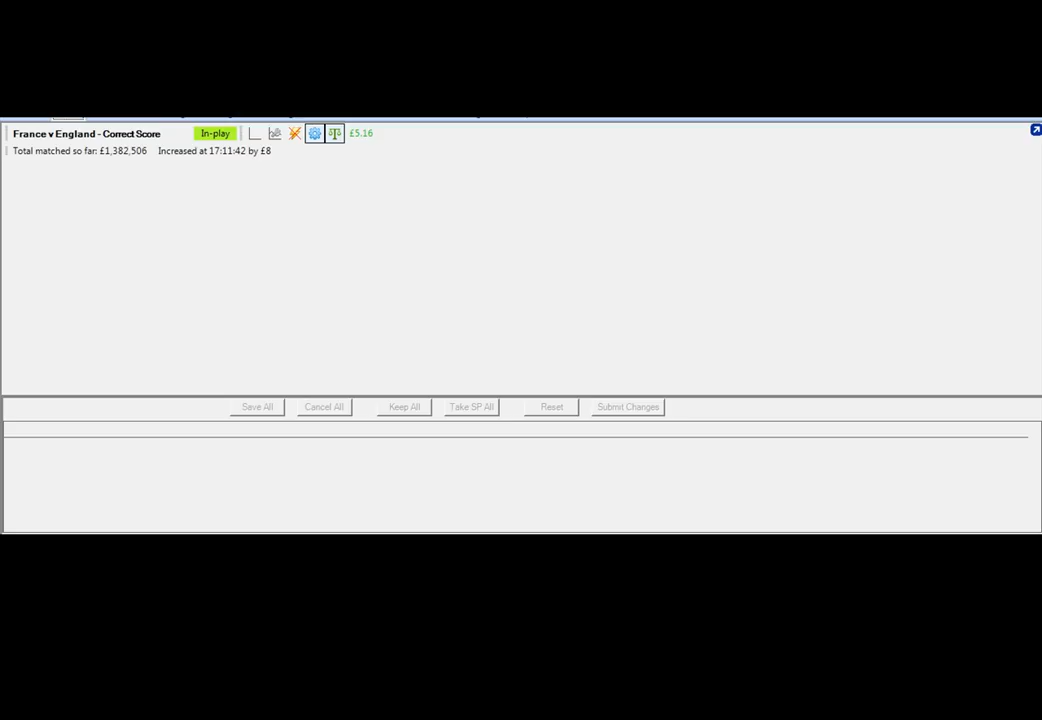 France v England - Correct Score In-play £5.16
Total matched so far: £1,382,506 Increased at 17:11:42 by £8
Save All Cancel All Keep All Take SP All Reset Submit Changes